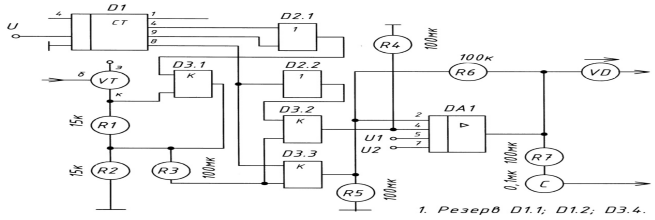 D1
4
1
CT
U
4
9
8
D2.1
1
R4
100мк
D3.1
К
D2.2
1
100к
R6
VD
э
б
VT
к
15к
R1
D3.2
К
DA1
2
4
U1
5
U2
7
R7
100мк
15к
R2
R3
100мк
D3.3
К
R5
100мк
0,1мк
C
1. Резерв D1.1; D1.2; D3.4.